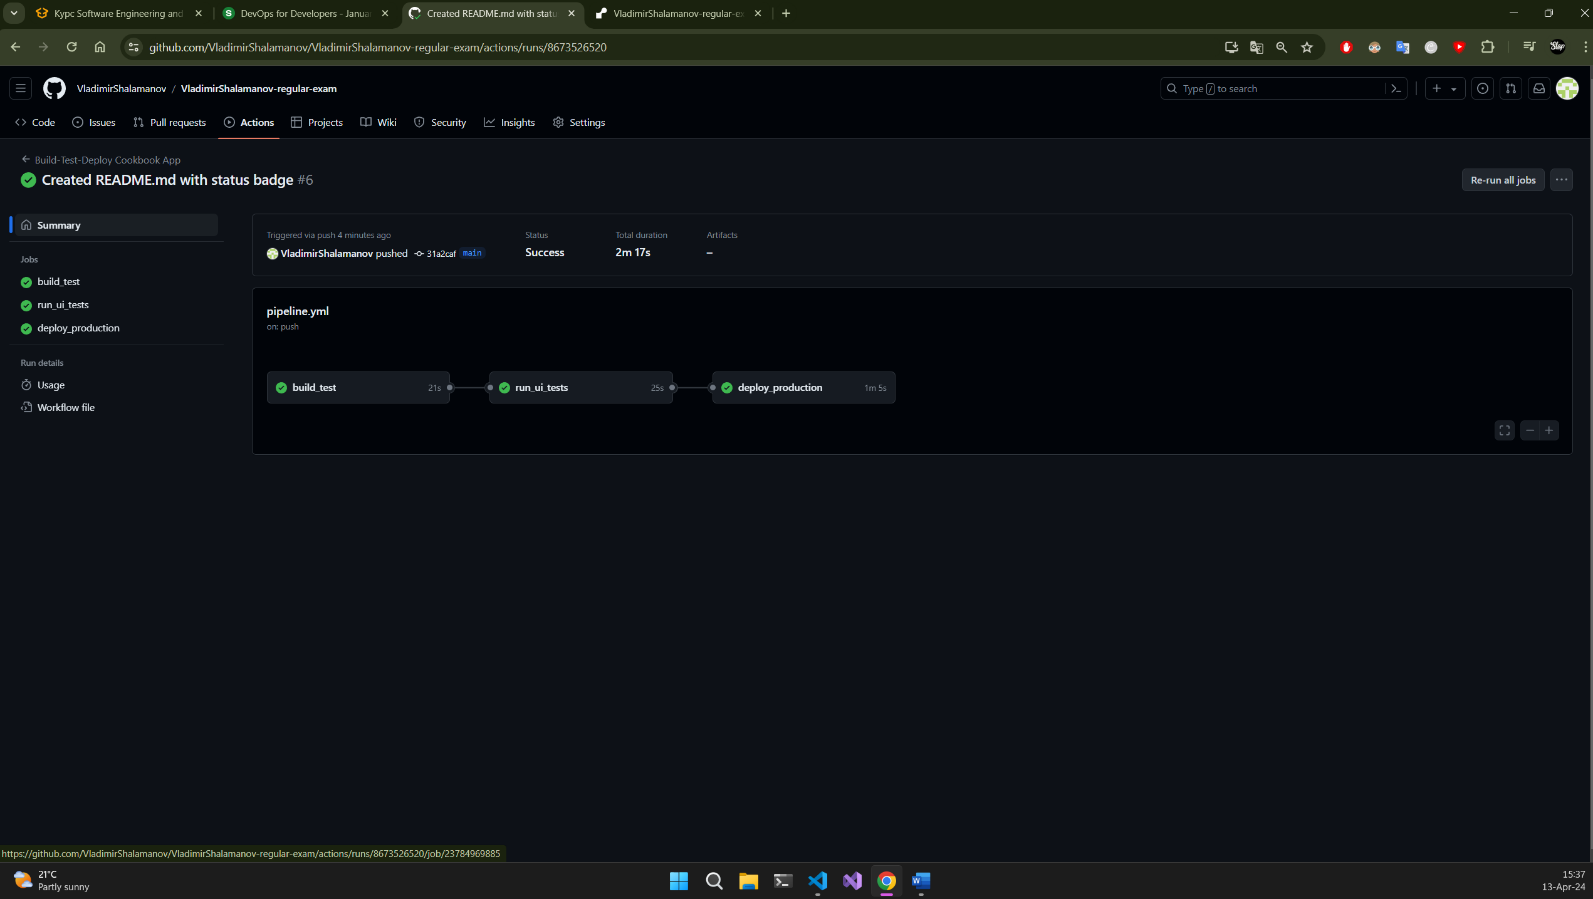 Курс Software Engineering and
DevOps for Developers - Janua
Created README.md with statu
VladimirShalamanov-regular-ex
github.com/VladimirShalamanov/VladimirShalamanov-regular-exam/actions/runs/8673526520
VladimirShalamanov / VladimirShalamanov-regular-exam
Type / to search
Code
Issues
Pull requests
Actions
Projects
Wiki
Security
Insights
Settings
Build-Test-Deploy Cookbook App
Created README.md with status badge #6
Re-run all jobs
Summary
Jobs
build_test
run_ui_tests
deploy_production
Run details
Usage
Workflow file
Triggered via push 4 minutes ago
VladimirShalamanov pushed 31a2caf main
Status
Success
Total duration
2m 17s
Artifacts
–
pipeline.yml
on: push
build_test 21s
run_ui_tests 25s
deploy_production 1m 5s
https://github.com/VladimirShalamanov/VladimirShalamanov-regular-exam/actions/runs/8673526520/job/23784969885
21°C
Partly sunny
15:37
13-Apr-24